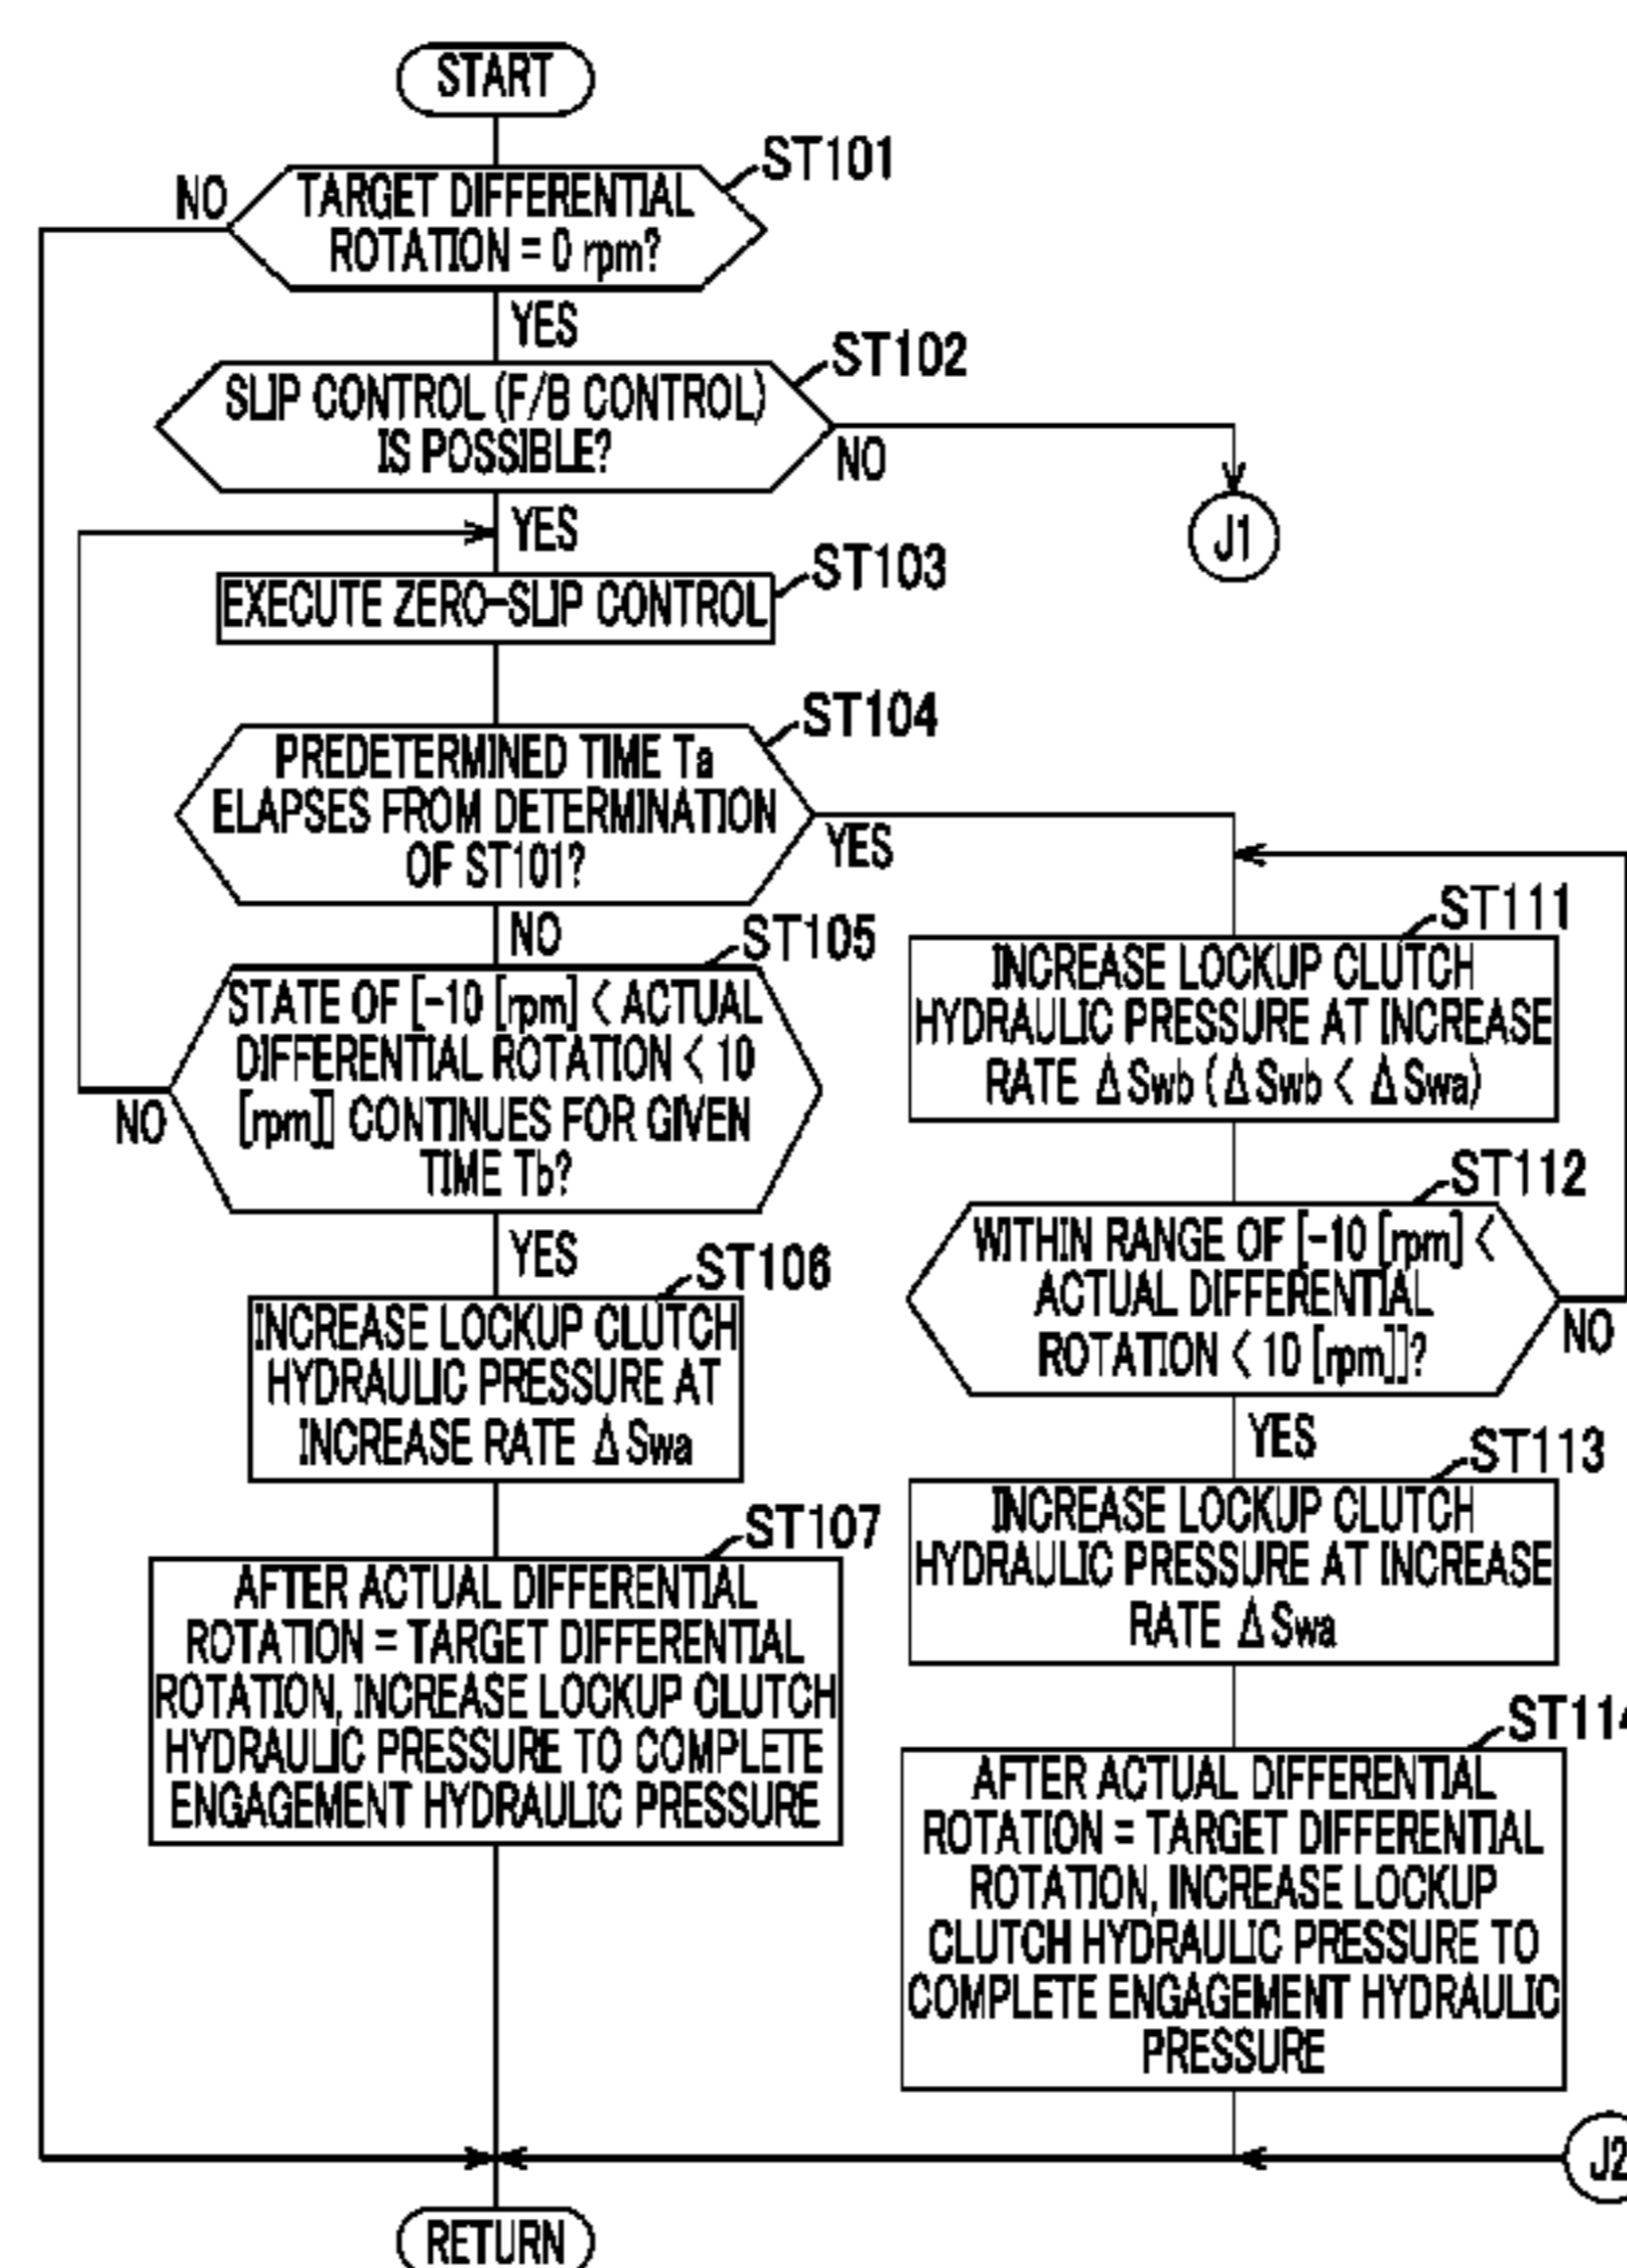 START
ST101
NO
TARGET DIFFERENTIAL
ROTATION = 0 rpm?
YES
ST102
SLIP CONTROL (F/B CONTROL)
IS POSSIBLE?
NO
YES
J1
ST103
EXECUTE ZERO-SLIP CONTROL
ST104
PREDETERMINED TIME Ta
ELAPSES FROM DETERMINATION
OF ST101?
YES
NO
ST105
STATE OF [-10 [rpm] < ACTUAL
DIFFERENTIAL ROTATION < 10
[rpm]] CONTINUES FOR GIVEN
TIME Tb?
NO
YES
ST106
INCREASE LOCKUP CLUTCH
HYDRAULIC PRESSURE AT
INCREASE RATE ΔSwa
ST107
AFTER ACTUAL DIFFERENTIAL
ROTATION = TARGET DIFFERENTIAL
ROTATION, INCREASE LOCKUP CLUTCH
HYDRAULIC PRESSURE TO COMPLETE
ENGAGEMENT HYDRAULIC PRESSURE
ST111
INCREASE LOCKUP CLUTCH
HYDRAULIC PRESSURE AT INCREASE
RATE ΔSwb (ΔSwb < ΔSwa)
ST112
WITHIN RANGE OF [-10 [rpm] <
ACTUAL DIFFERENTIAL
ROTATION < 10 [rpm]]?
NO
YES
ST113
INCREASE LOCKUP CLUTCH
HYDRAULIC PRESSURE AT INCREASE
RATE ΔSwa
ST114
AFTER ACTUAL DIFFERENTIAL
ROTATION = TARGET DIFFERENTIAL
ROTATION, INCREASE LOCKUP
CLUTCH HYDRAULIC PRESSURE TO
COMPLETE ENGAGEMENT HYDRAULIC
PRESSURE
J2
RETURN